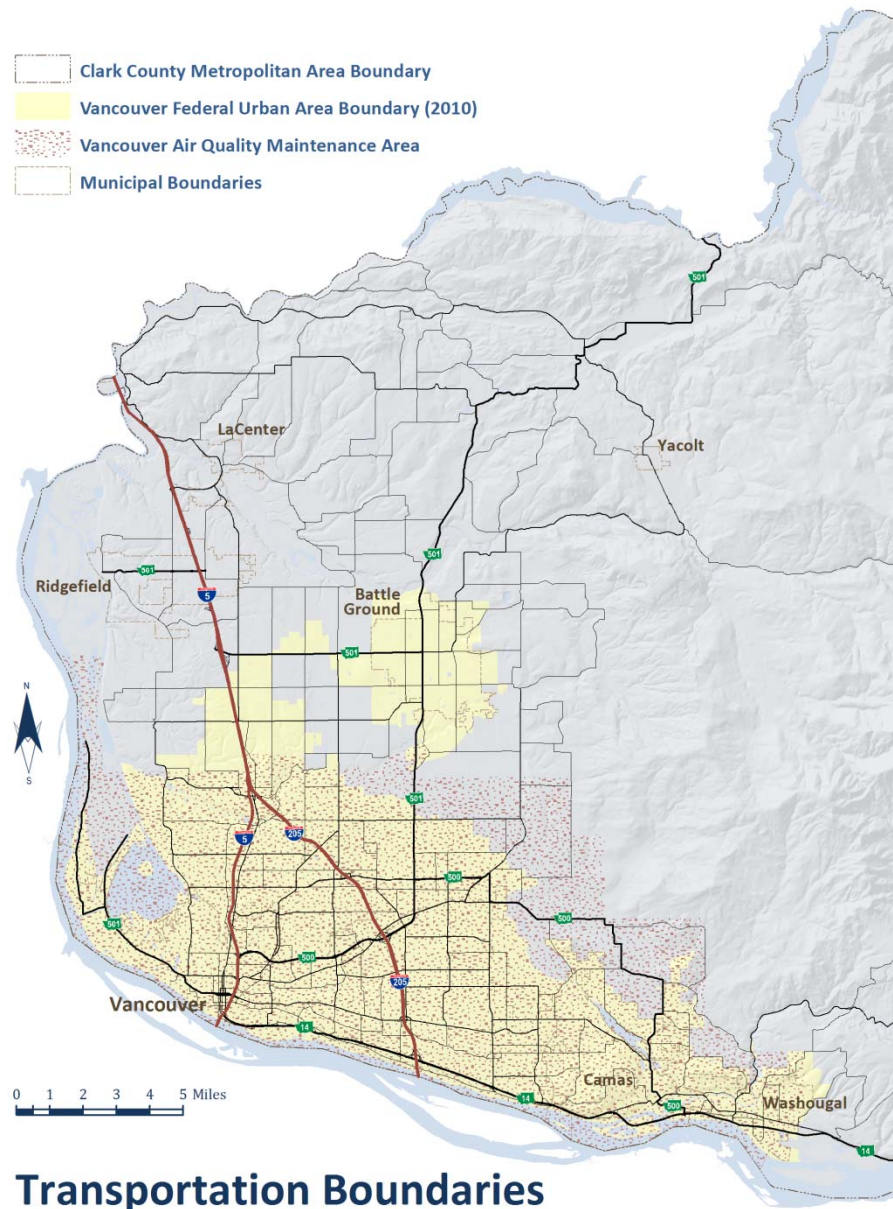 Clark County Metropolitan Area Boundary
Vancouver Federal Urban Area Boundary (2010)
Vancouver Air Quality Maintenance Area
Municipal Boundaries
501
LaCenter
Yacolt
501
501
Ridgefield
5
Battle
Ground
501
N
S
501
5
205
500
501
500
500
205
Vancouver
14
Camas
14
500
Washougal
14
0 1 2 3 4 5 Miles
Transportation Boundaries